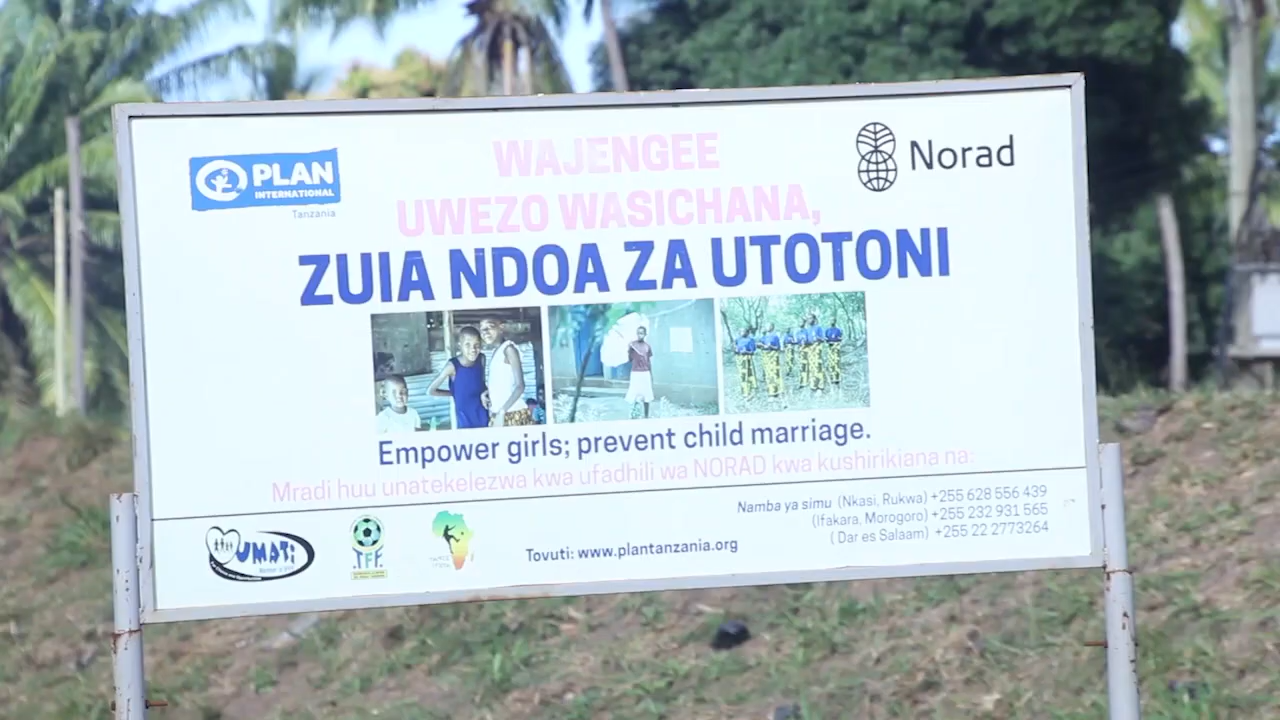 PLAN
INTERNATIONAL
Tanzania
Norad
WAJENGEE
UWEZO WASICHANA,
ZUIA NDOA ZA UTOTONI
Empower girls; prevent child marriage.
Mradi huu unatekelezwa kwa ufadhili wa NORAD kwa kushirikiana na:
UMATI
TFF
Tovuti: www.plantanzania.org
Namba ya simu (Nkasi, Rukwa) +255 628 556 439
(Ifakara, Morogoro) +255 232 931 565
( Dar es Salaam) +255 22 2773264